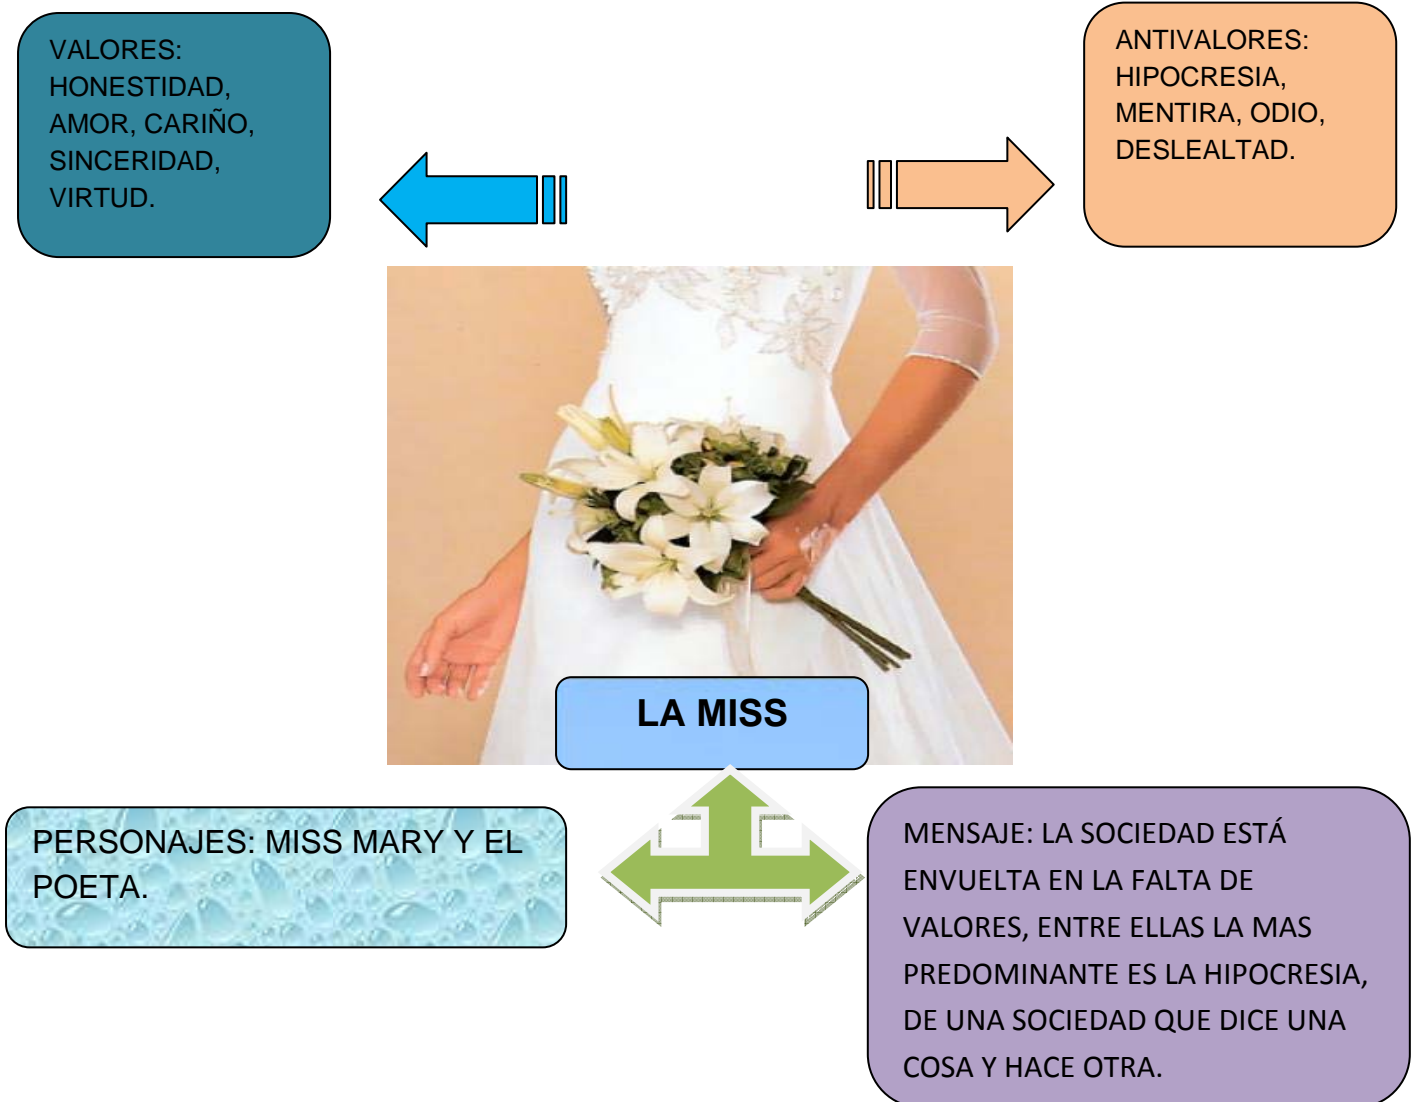 VALORES:
HONESTIDAD,
AMOR, CARIÑO,
SINCERIDAD,
VIRTUD.
ANTIVALORES:
HIPOCRESIA,
MENTIRA, ODIO,
DESLEALTAD.
LA MISS
PERSONAJES: MISS MARY Y EL
POETA.
MENSAJE: LA SOCIEDAD ESTÁ
ENVUELTA EN LA FALTA DE
VALORES, ENTRE ELLAS LA MAS
PREDOMINANTE ES LA HIPOCRESIA,
DE UNA SOCIEDAD QUE DICE UNA
COSA Y HACE OTRA.